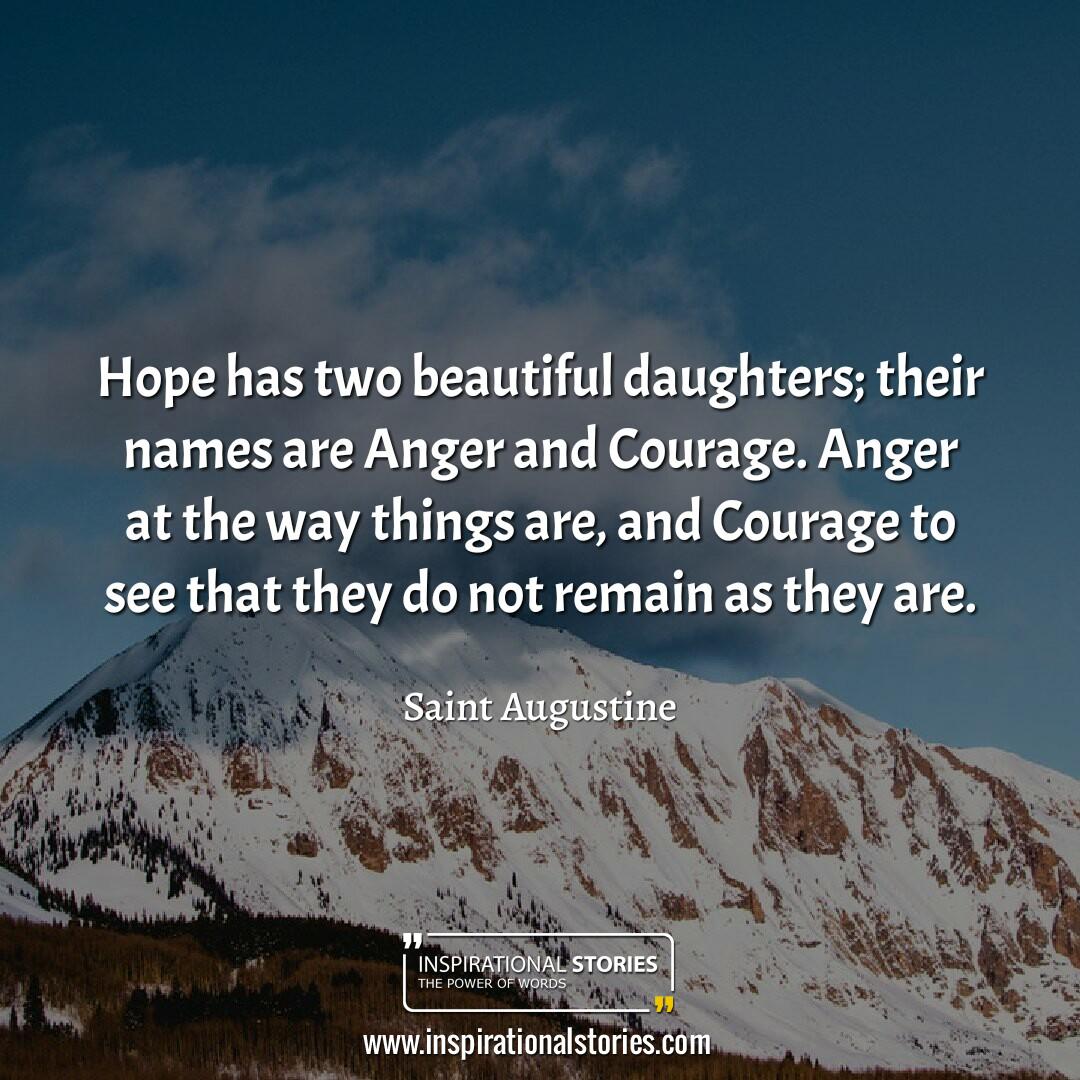 Hope has two beautiful daughters; their
names are Anger and Courage. Anger
at the way things are, and Courage to
see that they do not remain as they are.
Saint Augustine
" INSPIRATIONAL STORIES
THE POWER OF WORDS "
www.inspirationalstories.com